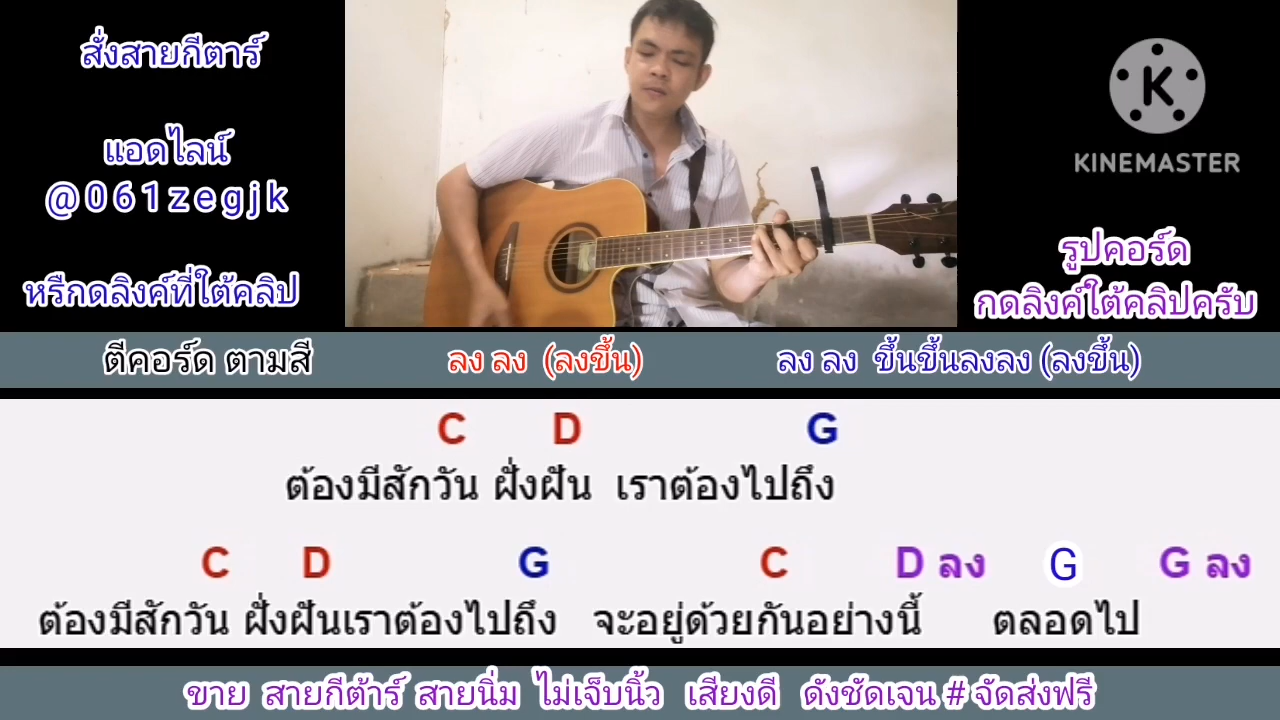 สั่งสายกีตาร์
แอดไลน์
@061zegjk
หรืกดลิงค์ที่ใต้คลิป
KINEMASTER
รูปคอร์ด
กดลิงค์ใต้คลิปครับ
ตีคอร์ด ตามสี ลง ลง (ลงขึ้น) ลง ลง ขึ้นขึ้นลงลง (ลงขึ้น)
C D G
ต้องมีสักวัน ฝั่งฝัน เราต้องไปถึง
C D G C D ลง G G ลง
ต้องมีสักวัน ฝั่งฝันเราต้องไปถึง จะอยู่ด้วยกันอย่างนี้ ตลอดไป
ขาย สายกีต้าร์ สายนิ่ม ไม่เจ็บนิ้ว เสียงดี ดังชัดเจน # จัดส่งฟรี